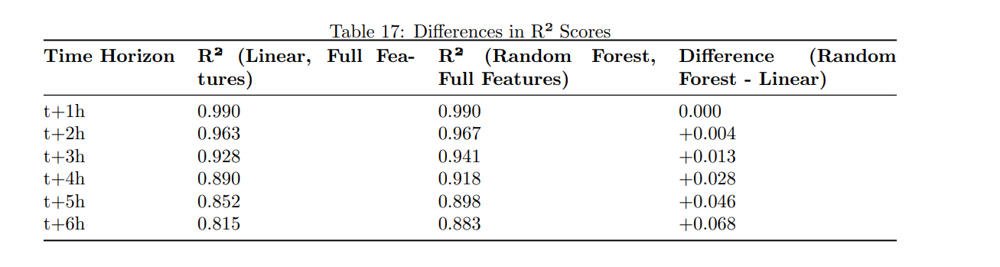 Table 17: Differences in R² Scores
Time Horizon R² (Linear, Full Fea- R² (Random Forest, Difference (Random
tures) Full Features) Forest - Linear)
t+1h 0.990 0.990 0.000
t+2h 0.963 0.967 +0.004
t+3h 0.928 0.941 +0.013
t+4h 0.890 0.918 +0.028
t+5h 0.852 0.898 +0.046
t+6h 0.815 0.883 +0.068